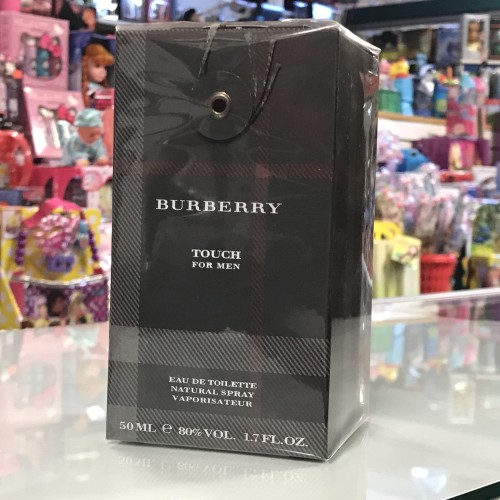 BURBERRY
TOUCH
FOR MEN
EAU DE TOILETTE
NATURAL SPRAY
VAPORISATEUR
50 ML ℮ 80% VOL. 1.7 FL.OZ.